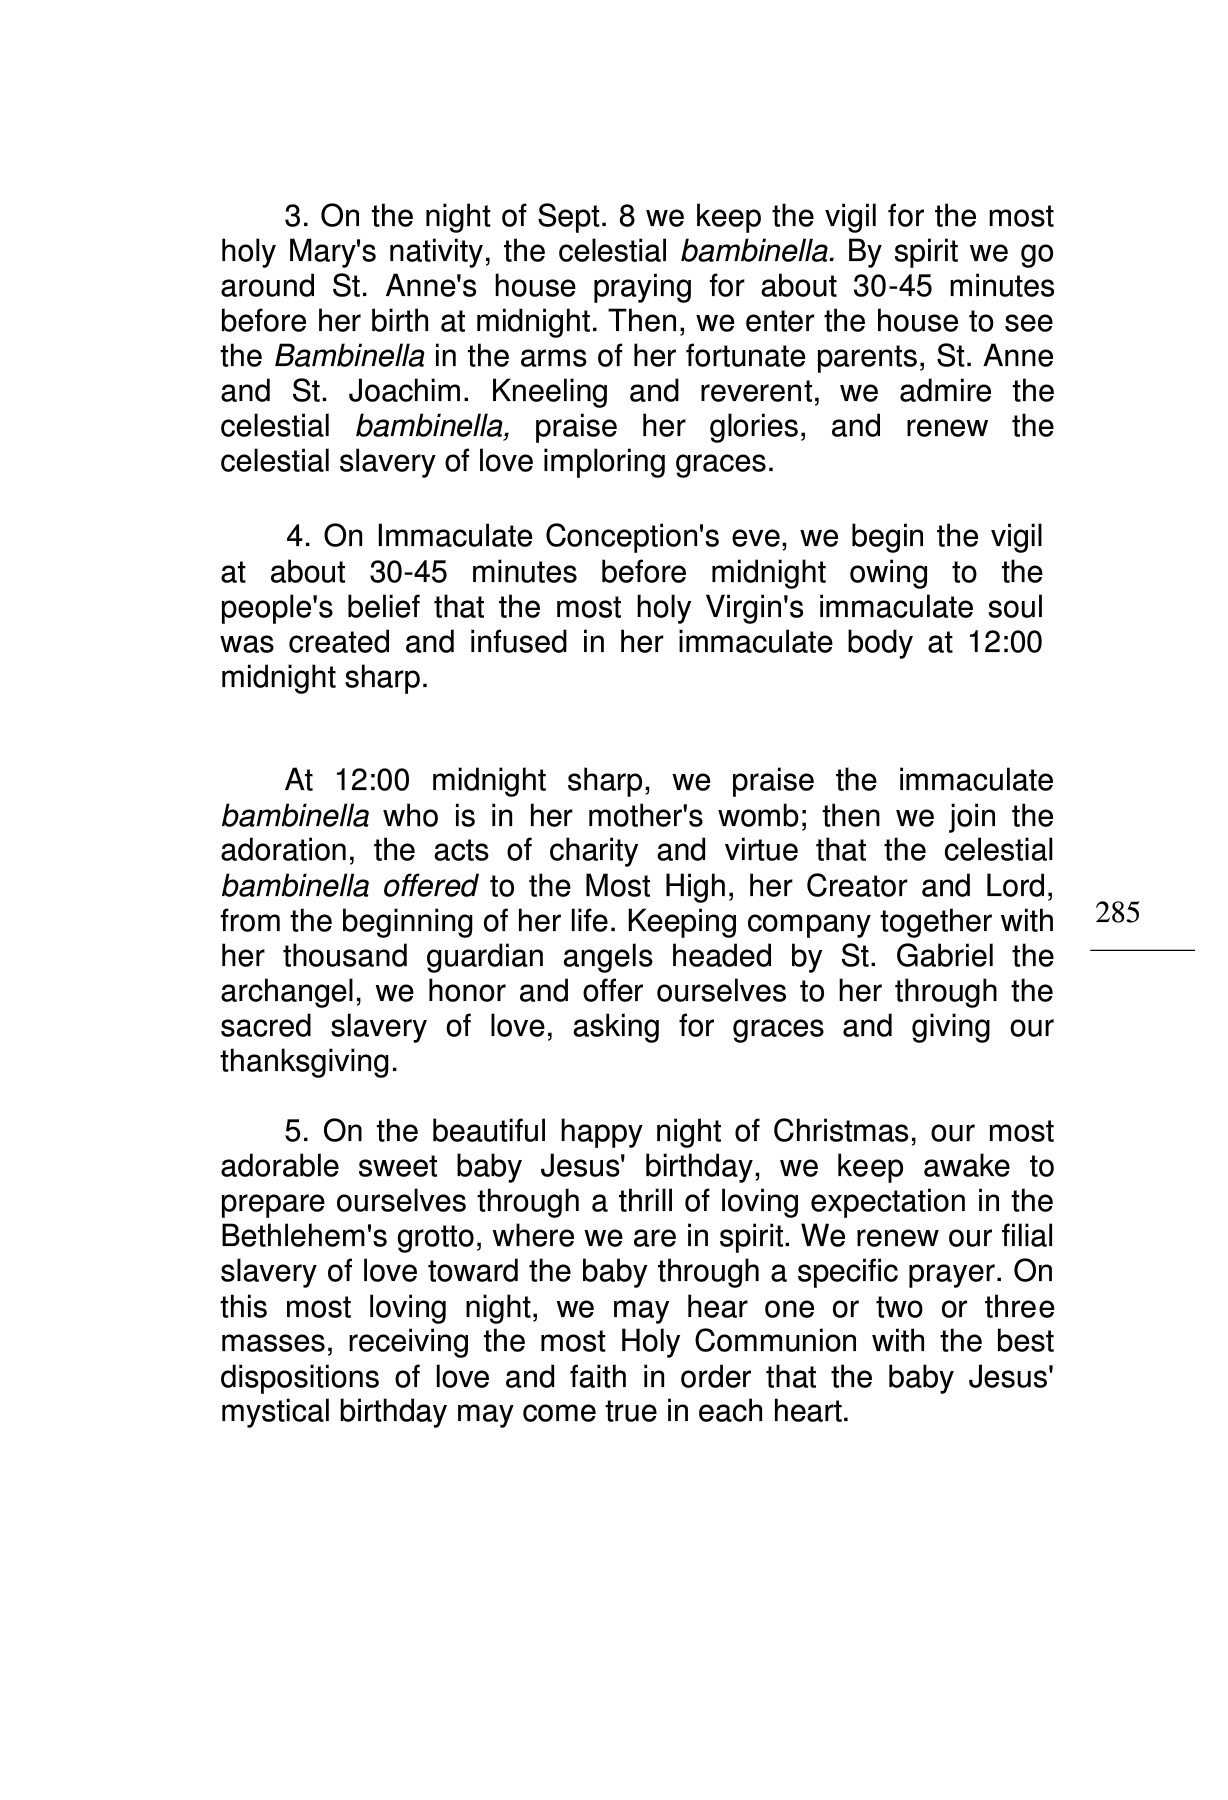 3. On the night of Sept. 8 we keep the vigil for the most
holy Mary's nativity, the celestial bambinella. By spirit we go
around St. Anne's house praying for about 30-45 minutes
before her birth at midnight. Then, we enter the house to see
the Bambinella in the arms of her fortunate parents, St. Anne
and St. Joachim. Kneeling and reverent, we admire the
celestial bambinella, praise her glories, and renew the
celestial slavery of love imploring graces.
4. On Immaculate Conception's eve, we begin the vigil
at about 30-45 minutes before midnight owing to the
people's belief that the most holy Virgin's immaculate soul
was created and infused in her immaculate body at 12:00
midnight sharp.
At 12:00 midnight sharp, we praise the immaculate
bambinella who is in her mother's womb; then we join the
adoration, the acts of charity and virtue that the celestial
bambinella offered to the Most High, her Creator and Lord,
from the beginning of her life. Keeping company together with
her thousand guardian angels headed by St. Gabriel the
archangel, we honor and offer ourselves to her through the
sacred slavery of love, asking for graces and giving our
thanksgiving.
285
5. On the beautiful happy night of Christmas, our most
adorable sweet baby Jesus' birthday, we keep awake to
prepare ourselves through a thrill of loving expectation in the
Bethlehem's grotto, where we are in spirit. We renew our filial
slavery of love toward the baby through a specific prayer. On
this most loving night, we may hear one or two or three
masses, receiving the most Holy Communion with the best
dispositions of love and faith in order that the baby Jesus'
mystical birthday may come true in each heart.